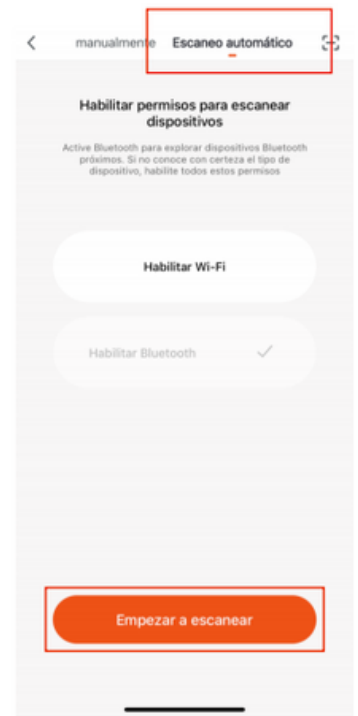 manualmente Escaneo automático
Habilitar permisos para escanear
dispositivos
Active Bluetooth para explorar dispositivos Bluetooth
próximos. Si no conoce con certeza el tipo de
dispositivo, habilite todos estos permisos
Habilitar Wi-Fi
Habilitar Bluetooth
Empezar a escanear